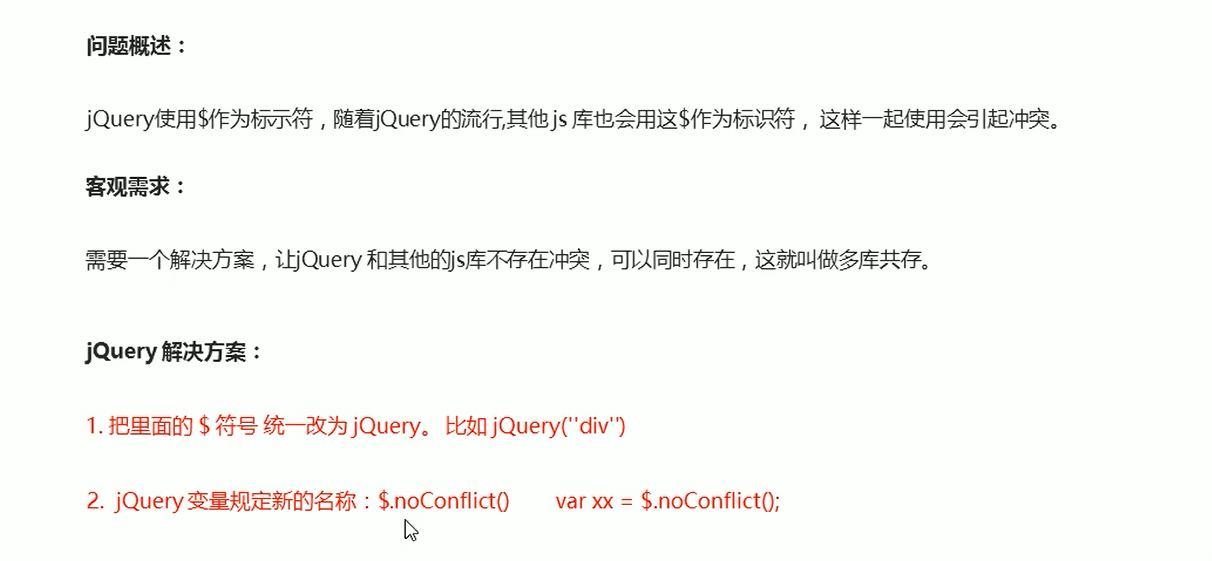 问题概述：
jQuery使用$作为标示符，随着jQuery的流行,其他 js 库也会用这$作为标识符， 这样一起使用会引起冲突。
客观需求：
需要一个解决方案，让jQuery 和其他的js库不存在冲突，可以同时存在，这就叫做多库共存。
jQuery 解决方案：
1. 把里面的 $ 符号 统一改为 jQuery。 比如 jQuery(''div'')
2. jQuery 变量规定新的名称：$.noConflict() var xx = $.noConflict();